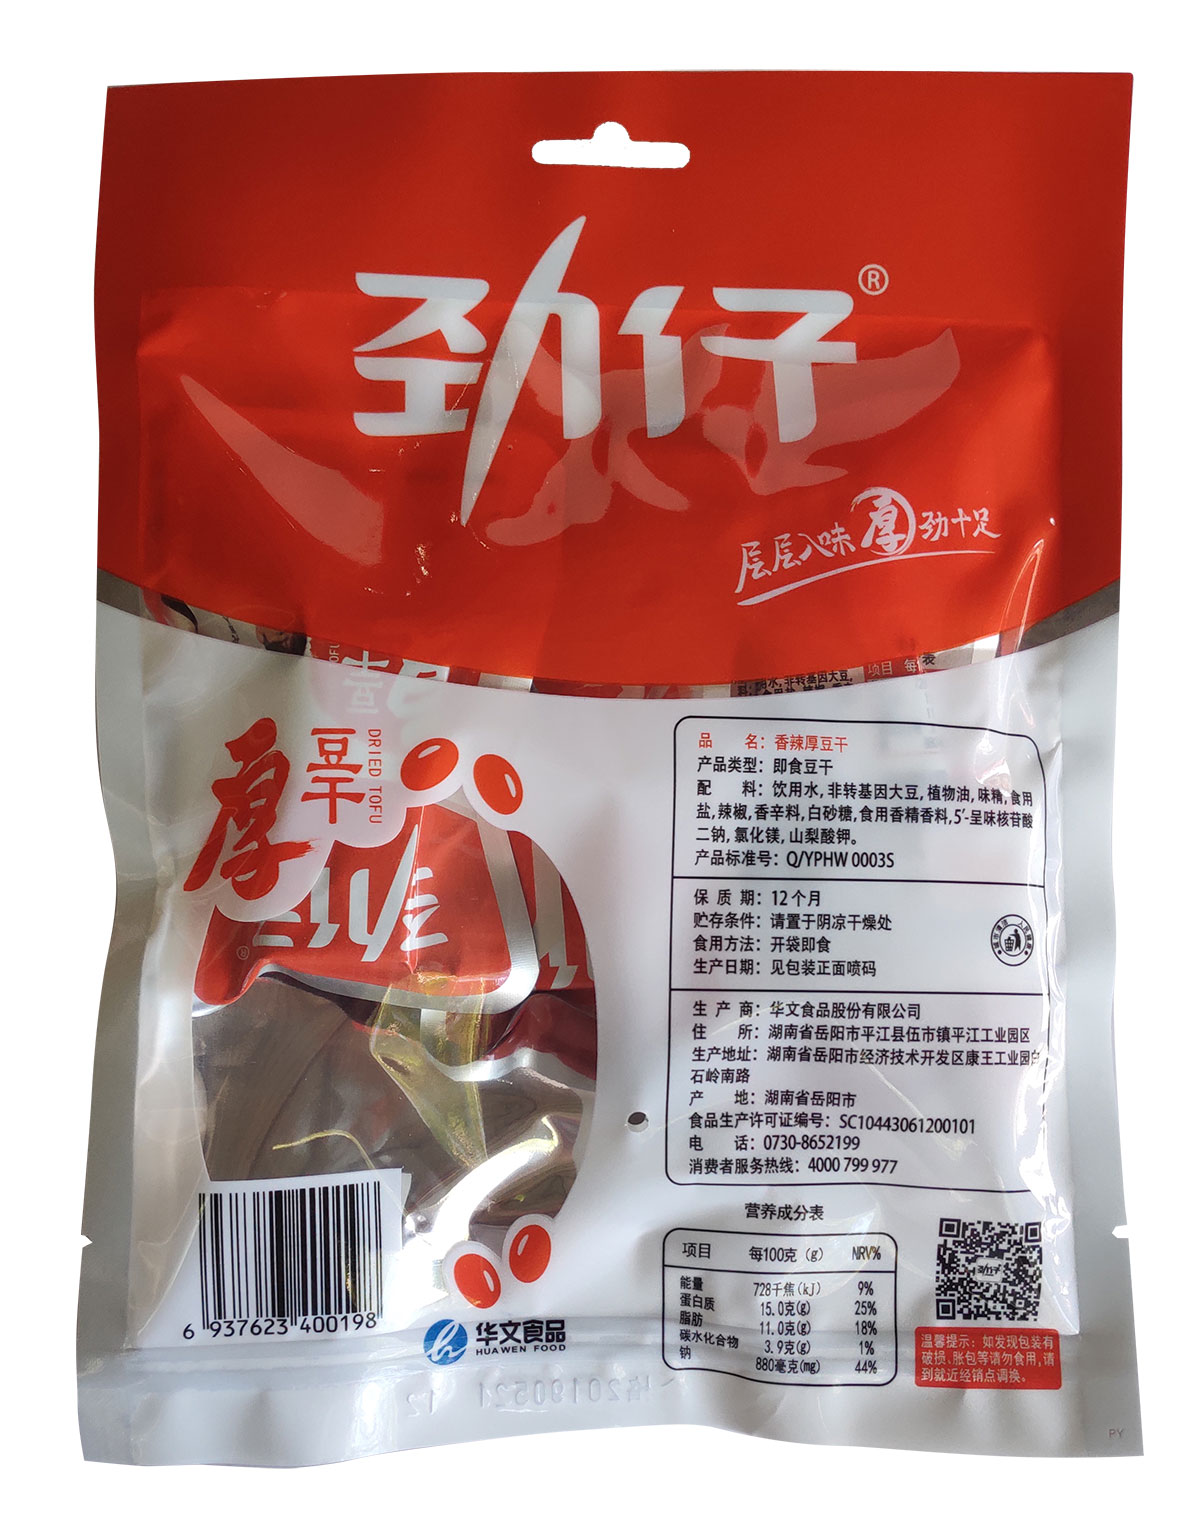 劲仔®
层层入味厚劲十足
厚豆干
DRIED TOFU
品 名：香辣厚豆干
产品类型：即食豆干
配 料：饮用水，非转基因大豆，植物油，味精，食用
盐，辣椒，香辛料，白砂糖，食用香精香料，5′-呈味核苷酸
二钠，氯化镁，山梨酸钾。
产品标准号：Q/YPHW 0003S
保 质 期：12个月
贮存条件：请置于阴凉干燥处
食用方法：开袋即食
生产日期：见包装正面喷码
生 产 商：华文食品股份有限公司
住 所：湖南省岳阳市平江县伍市镇平江工业园区
生产地址：湖南省岳阳市经济技术开发区康王工业园白
石岭南路
产 地：湖南省岳阳市
食品生产许可证编号：SC10443061200101
电 话：0730-8652199
消费者服务热线：4000 799 977
营养成分表
项目 每100克（g） NRV%
能量 728千焦(kJ) 9%
蛋白质 15.0克(g) 25%
脂肪 11.0克(g) 18%
碳水化合物 3.9克(g) 1%
钠 880毫克(mg) 44%
劲仔
温馨提示：如发现包装有
破损、胀包等请勿食用，请
到就近经销点调换。
6 937623 400198
华文食品
HUAWEN FOOD
PY